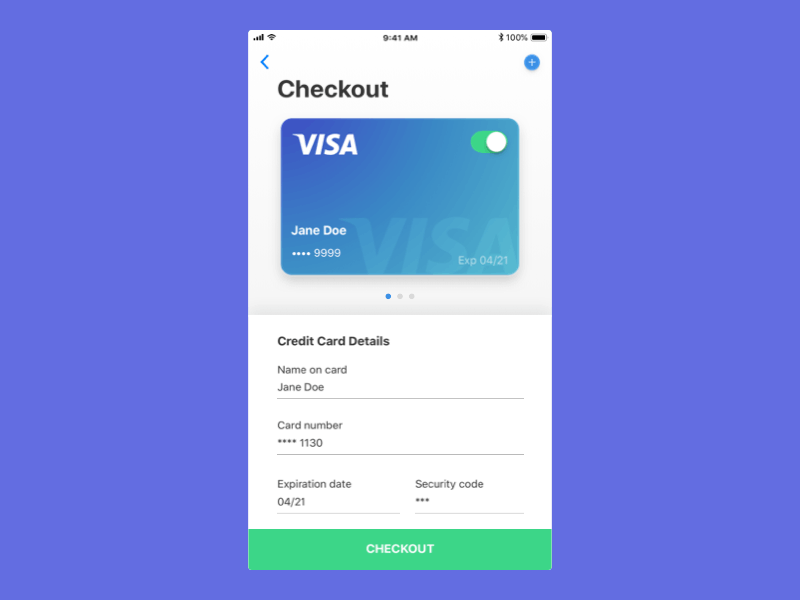 9:41 AM 100%
Checkout
VISA
Jane Doe
VISA
•••• 9999
Exp 04/21
Credit Card Details
Name on card
Jane Doe
Card number
**** 1130
Expiration date Security code
04/21 ***
CHECKOUT